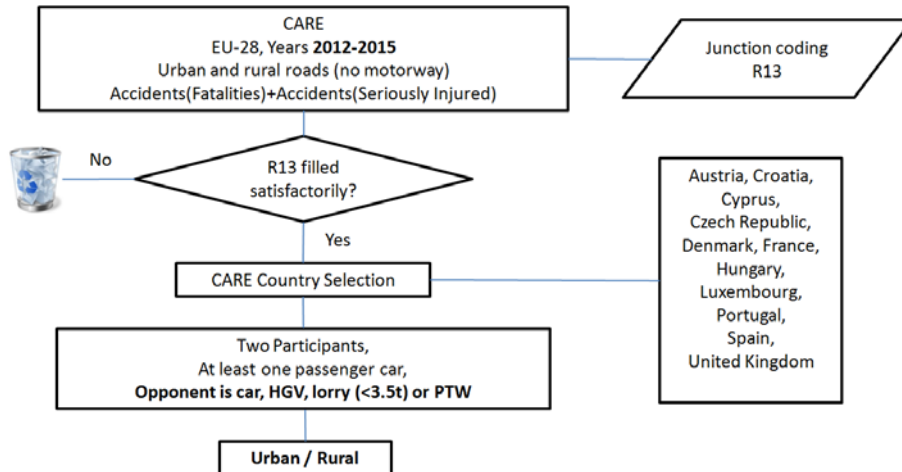 CARE
EU-28, Years 2012-2015
Urban and rural roads (no motorway)
Accidents(Fatalities)+Accidents(Seriously Injured)
Junction coding
R13
No
R13 filled
satisfactorily?
Yes
CARE Country Selection
Austria, Croatia,
Cyprus,
Czech Republic,
Denmark, France,
Hungary,
Luxembourg,
Portugal,
Spain,
United Kingdom
Two Participants,
At least one passenger car,
Opponent is car, HGV, lorry (<3.5t) or PTW
Urban / Rural